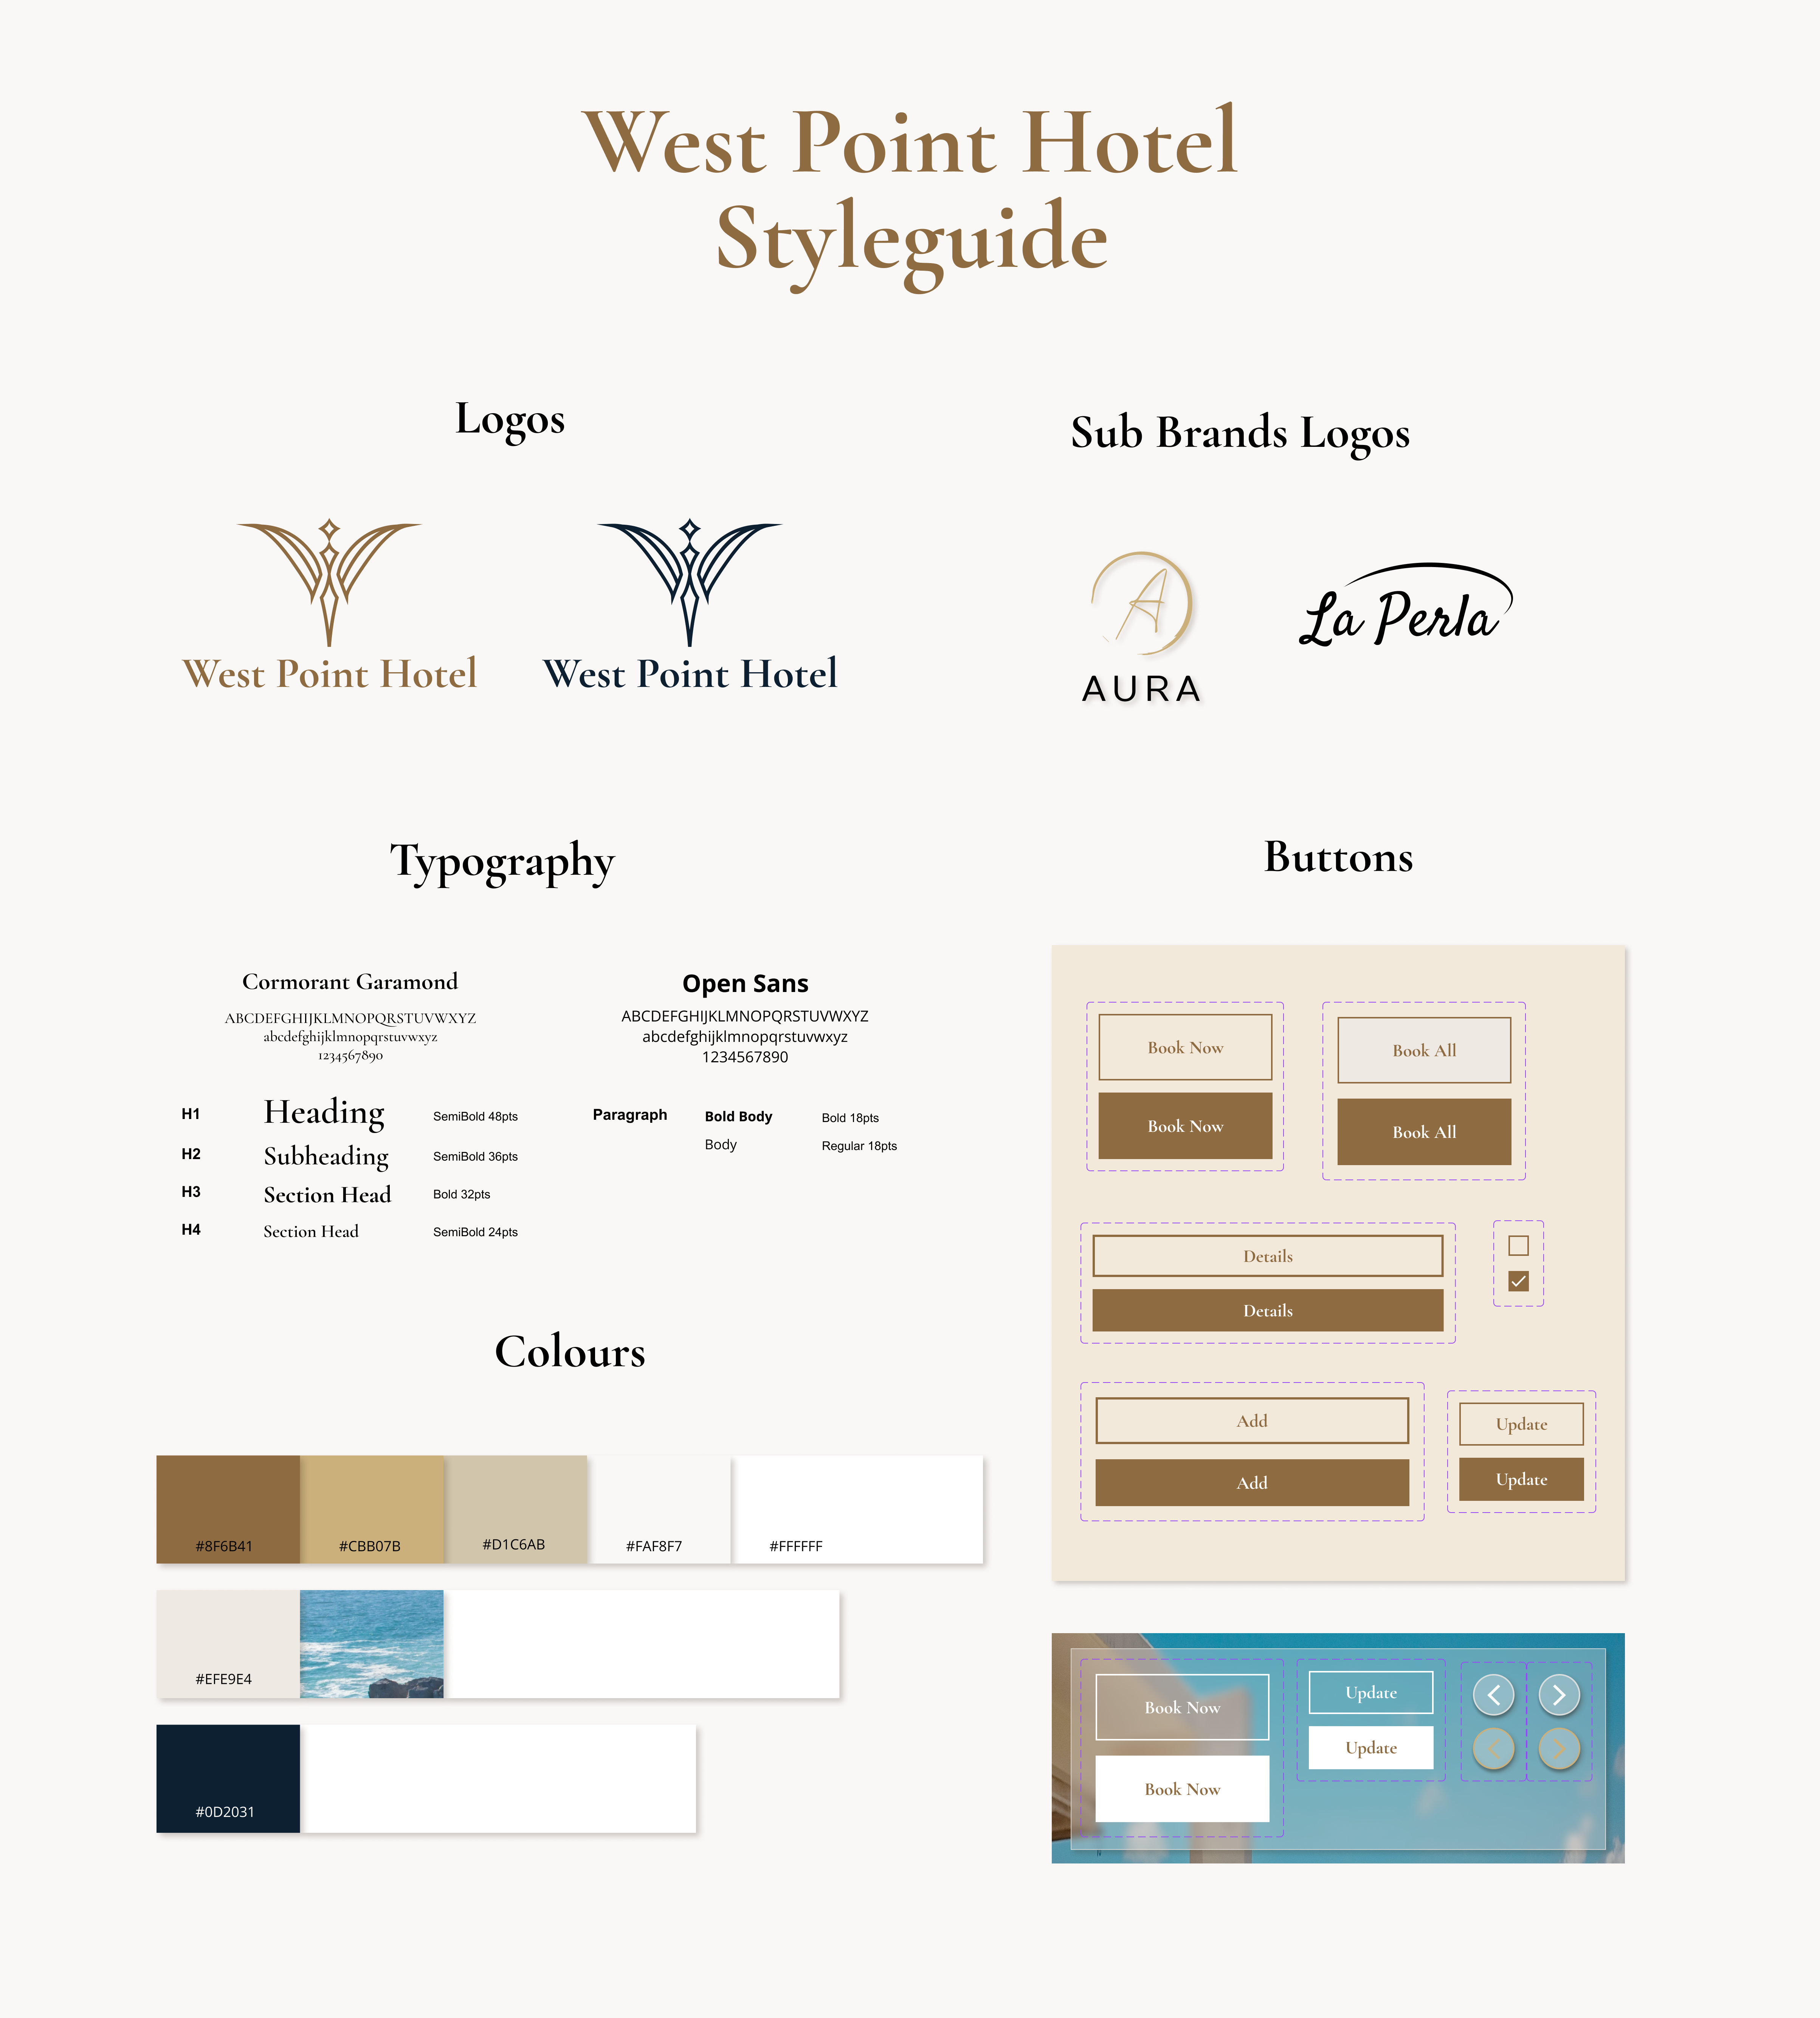 West Point Hotel
Styleguide
Logos
Sub Brands Logos
West Point Hotel
West Point Hotel
A
AURA
La Perla
Typography
Buttons
Cormorant Garamond
ABCDEFGHIJKLMNOPQRSTUVWXYZ
abcdefghijklmnopqrstuvwxyz
1234567890
Open Sans
ABCDEFGHIJKLMNOPQRSTUVWXYZ
abcdefghijklmnopqrstuvwxyz
1234567890
H1 Heading SemiBold 48pts
H2 Subheading SemiBold 36pts
H3 Section Head Bold 32pts
H4 Section Head SemiBold 24pts
Paragraph Bold Body Bold 18pts
Body Regular 18pts
Book Now
Book Now
Book All
Book All
Details
Details
Add
Add
Update
Update
Colours
#8F6B41
#CBB07B
#D1C6AB
#FAF8F7
#FFFFFF
#EFE9E4
#0D2031
Book Now
Book Now
Update
Update
N